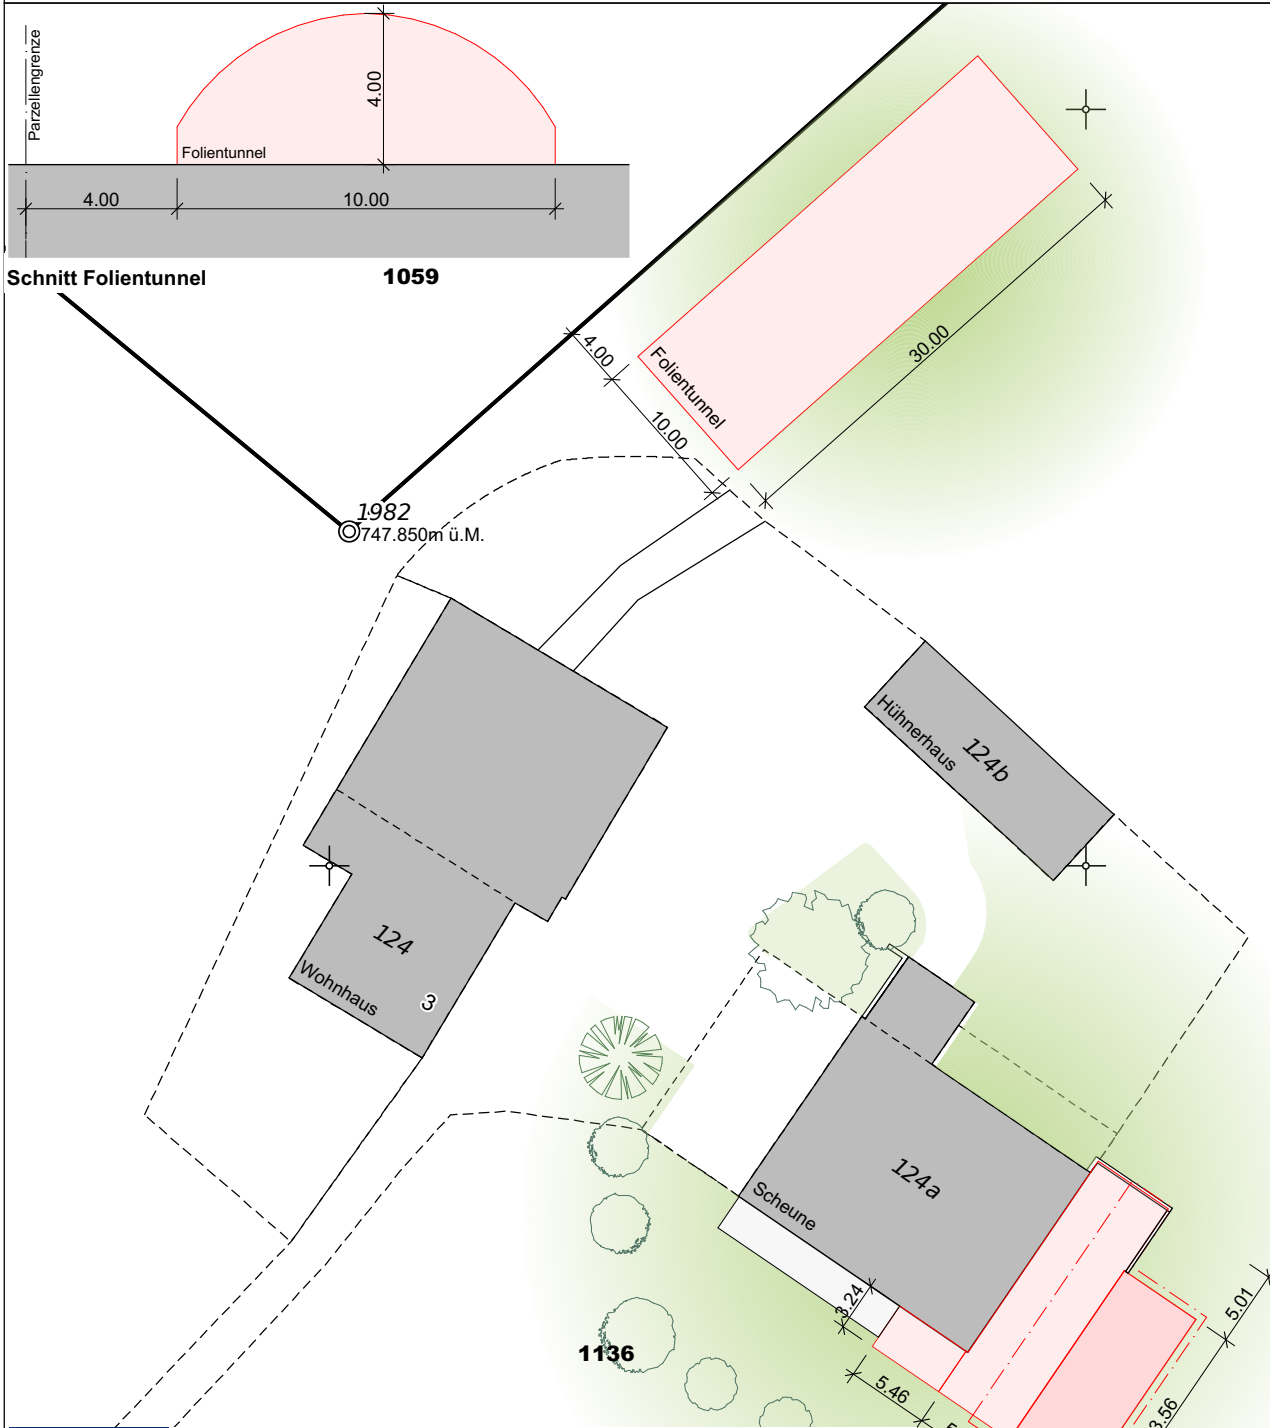 Parzellengrenze
4.00
Folientunnel
4.00
10.00
Schnitt Folientunnel
1059
4.00
Folientunnel
10.00
30.00
1982
747.850m ü.M.
Hühnerhaus
124b
124
Wohnhaus
3
124a
Scheune
3.24
1136
5.46
5.01
3.56